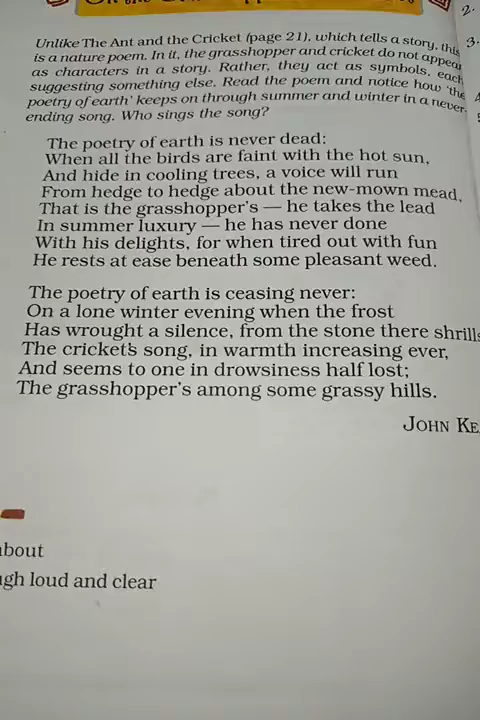 Unlike The Ant and the Cricket (page 21), which tells a story, this
is a nature poem. In it, the grasshopper and cricket do not appear
as characters in a story. Rather, they act as symbols, each
suggesting something else. Read the poem and notice how ‘the
poetry of earth’ keeps on through summer and winter in a never-
ending song. Who sings the song?
The poetry of earth is never dead:
When all the birds are faint with the hot sun,
And hide in cooling trees, a voice will run
From hedge to hedge about the new-mown mead,
That is the grasshopper’s — he takes the lead
In summer luxury — he has never done
With his delights, for when tired out with fun
He rests at ease beneath some pleasant weed.
The poetry of earth is ceasing never:
On a lone winter evening when the frost
Has wrought a silence, from the stone there shrills
The cricket’s song, in warmth increasing ever,
And seems to one in drowsiness half lost;
The grasshopper’s among some grassy hills.
JOHN KE
about
ugh loud and clear
2.
3.